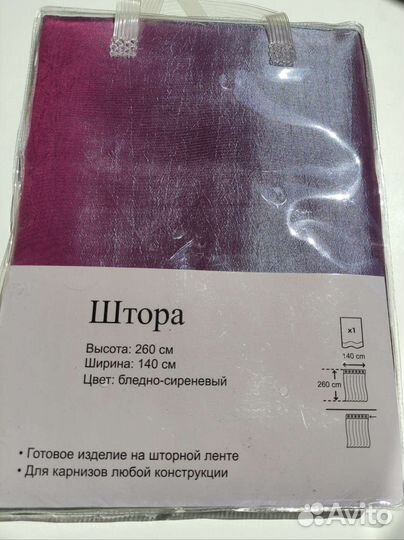 Штора
Высота: 260 см
Ширина: 140 см
Цвет: бледно-сиреневый
x1
140 cm
260 cm
• Готовое изделие на шторной ленте
• Для карнизов любой конструкции
Avito